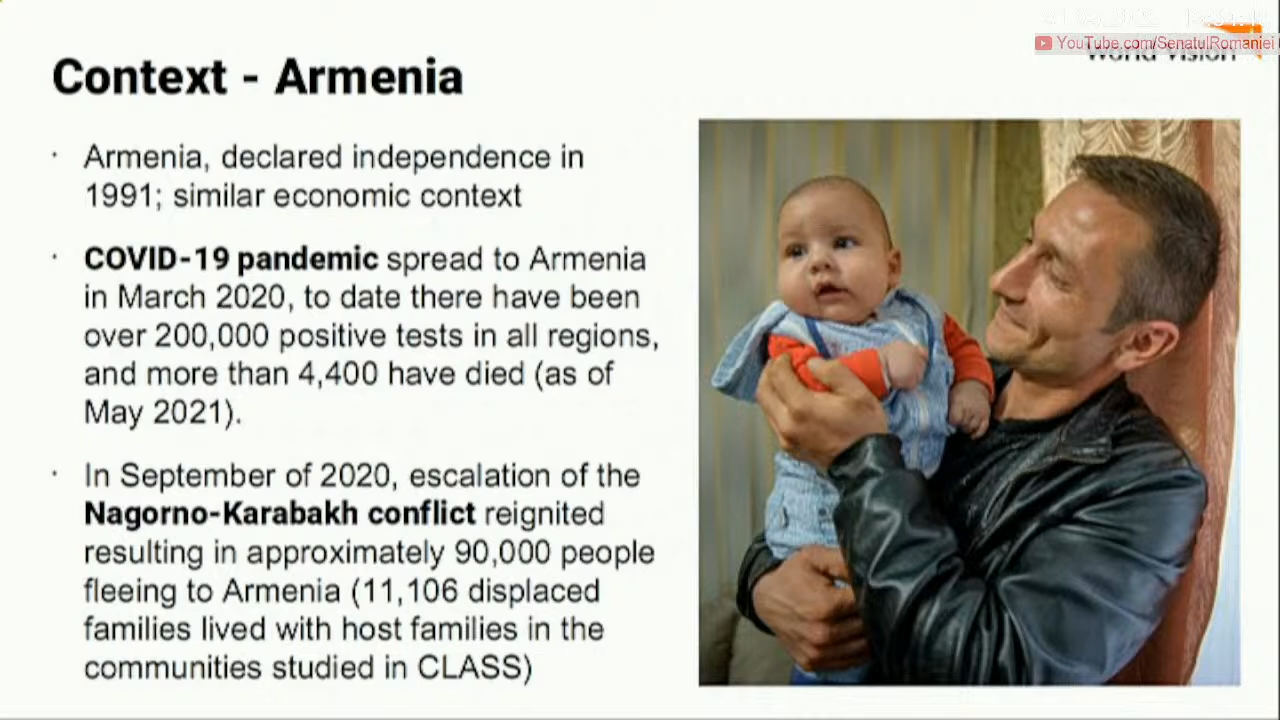 YouTube.com/SenatulRomaniei
World Vision
Context - Armenia
· Armenia, declared independence in
1991; similar economic context
· COVID-19 pandemic spread to Armenia
in March 2020, to date there have been
over 200,000 positive tests in all regions,
and more than 4,400 have died (as of
May 2021).
· In September of 2020, escalation of the
Nagorno-Karabakh conflict reignited
resulting in approximately 90,000 people
fleeing to Armenia (11,106 displaced
families lived with host families in the
communities studied in CLASS)